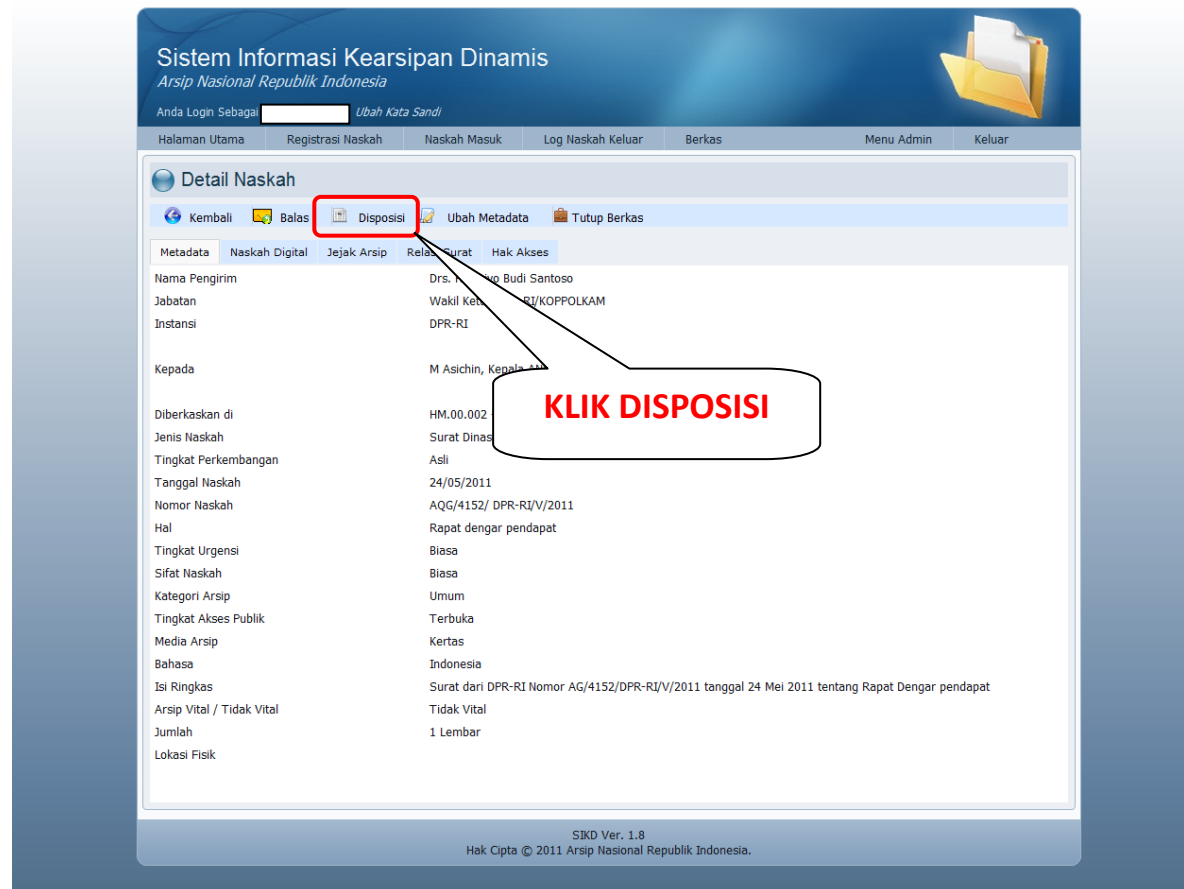 Sistem Informasi Kearsipan Dinamis
Arsip Nasional Republik Indonesia
Anda Login Sebagai Ubah Kata Sandi
Halaman Utama Registrasi Naskah Naskah Masuk Log Naskah Keluar Berkas Menu Admin Keluar
Detail Naskah
Kembali Balas Disposisi Ubah Metadata Tutup Berkas
Metadata Naskah Digital Jejak Arsip Surat Hak Akses
Nama Pengirim Drs. Budi Santoso
Jabatan Wakil RI/KOPPOLKAM
Instansi DPR-RI
Kepada M Asichin, Kepala
KLIK DISPOSISI
Diberkaskan di HM.00.002
Jenis Naskah Surat Dinas
Tingkat Perkembangan Asli
Tanggal Naskah 24/05/2011
Nomor Naskah AQG/4152/ DPR-RI/V/2011
Hal Rapat dengar pendapat
Tingkat Urgensi Biasa
Sifat Naskah Biasa
Kategori Arsip Umum
Tingkat Akses Publik Terbuka
Media Arsip Kertas
Bahasa Indonesia
Isi Ringkas Surat dari DPR-RI Nomor AG/4152/DPR-RI/V/2011 tanggal 24 Mei 2011 tentang Rapat Dengar pendapat
Arsip Vital / Tidak Vital Tidak Vital
Jumlah 1 Lembar
Lokasi Fisik
SIKD Ver. 1.8
Hak Cipta © 2011 Arsip Nasional Republik Indonesia.